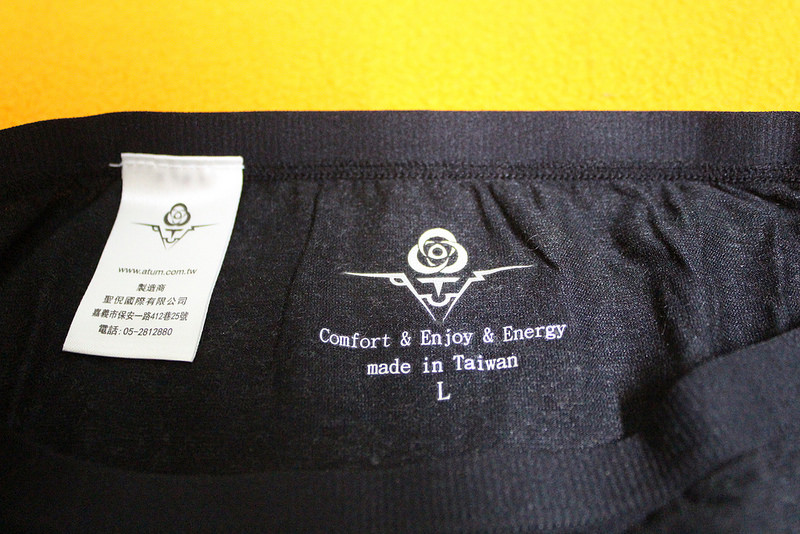 www.atum.com.tw
製造商
聖倪國際有限公司
嘉義市保安一路412巷25號
電話:05-2812880
Comfort & Enjoy & Energy
made in Taiwan
L